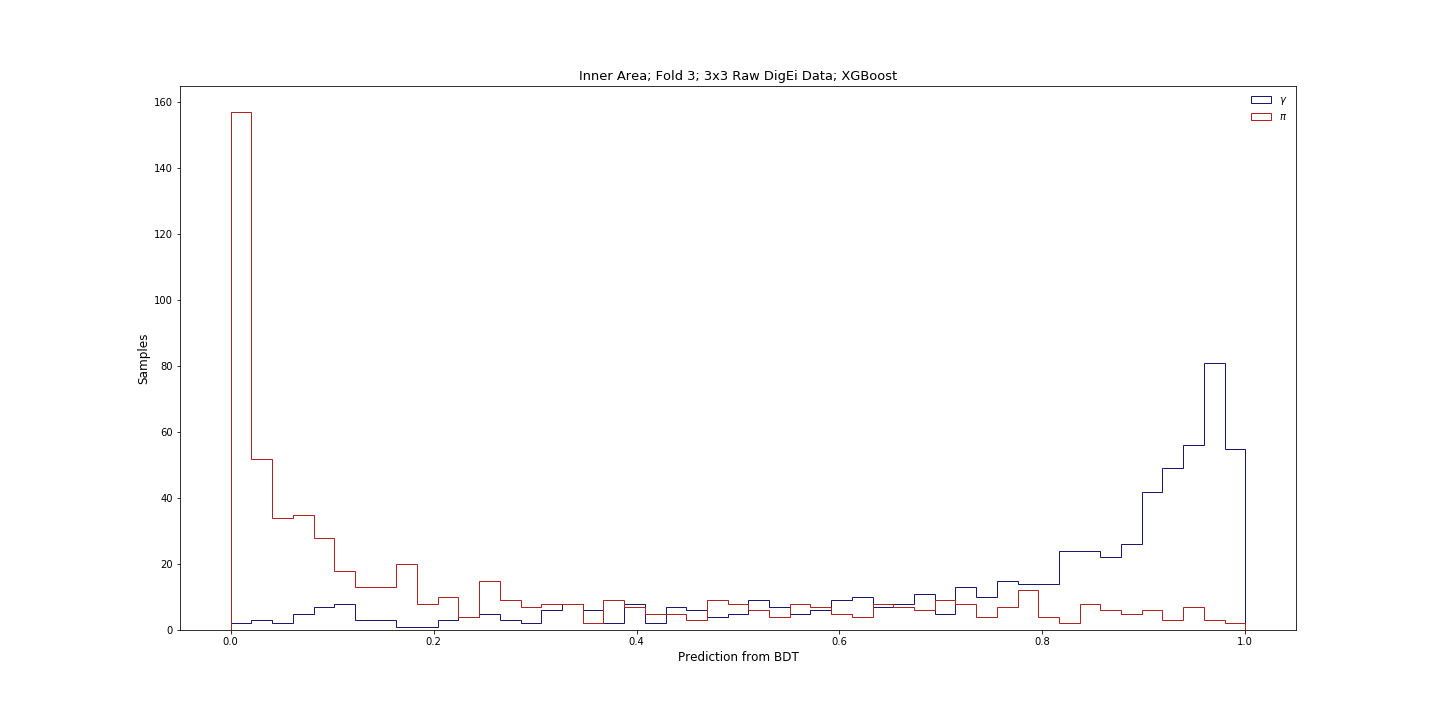 Inner Area; Fold 3; 3x3 Raw DigEi Data; XGBoost
γ
π
160
140
120
100
80
60
40
20
0
Samples
0.0 0.2 0.4 0.6 0.8 1.0
Prediction from BDT